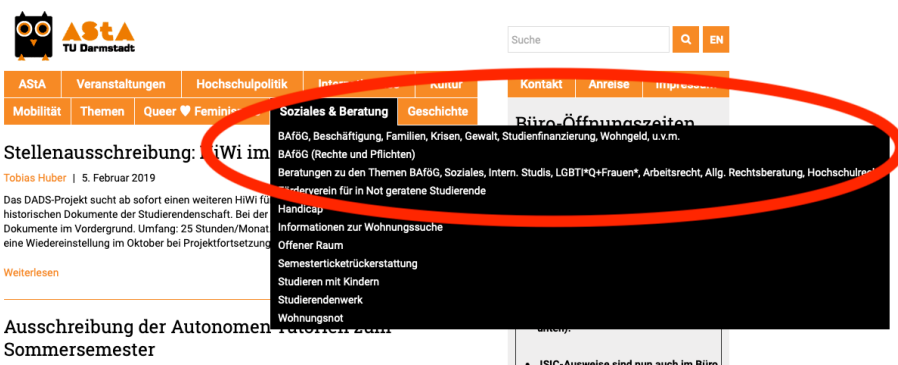 AStA
TU Darmstadt
Suche
EN
AStA Veranstaltungen Hochschulpolitik Kultur
Kontakt Anreise
Mobilität Themen Queer ♥ Soziales & Beratung Geschichte
Büro-Öffnungszeiten
BAföG, Beschäftigung, Familien, Krisen, Gewalt, Studienfinanzierung, Wohngeld, u.v.m.
BAföG (Rechte und Pflichten)
Beratungen zu den Themen BAföG, Soziales, Intern. Studis, LGBTI*Q+Frauen*, Arbeitsrecht, Allg. Rechtsberatung,
Förderverein für in Not geratene Studierende
Handicap
Informationen zur Wohnungssuche
Offener Raum
Semesterticketrückerstattung
Studieren mit Kindern
Studierendenwerk
Wohnungsnot
Stellenausschreibung: HiWi im
Tobias Huber | 5. Februar 2019
Das DADS-Projekt sucht ab sofort einen weiteren HiWi
historischen Dokumente der Studierendenschaft. Bei der
Dokumente im Vordergrund. Umfang: 25 Stunden/Monat.
eine Wiedereinstellung im Oktober bei Projektfortsetzung
Weiterlesen
Ausschreibung der Autonomen Tutorien zum
Sommersemester
unten).
• ISIC-Ausweise sind nun auch im Büro